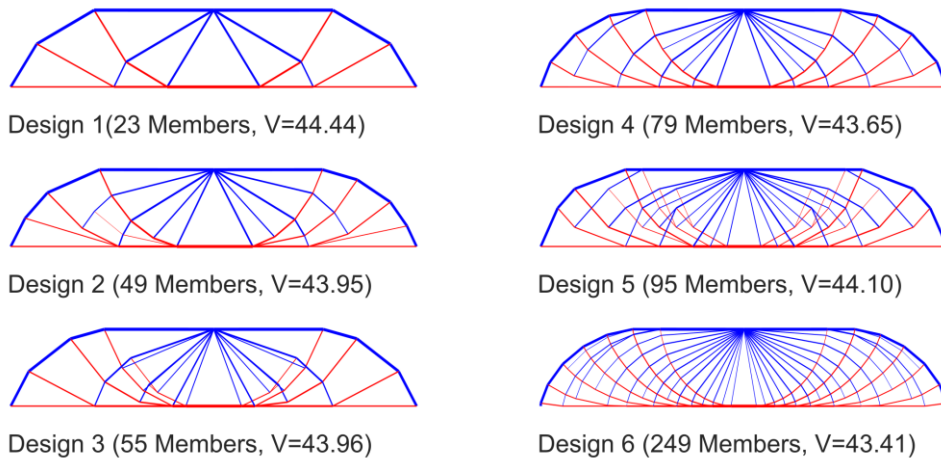 Design 1(23 Members, V=44.44)
Design 2 (49 Members, V=43.95)
Design 3 (55 Members, V=43.96)
Design 4 (79 Members, V=43.65)
Design 5 (95 Members, V=44.10)
Design 6 (249 Members, V=43.41)